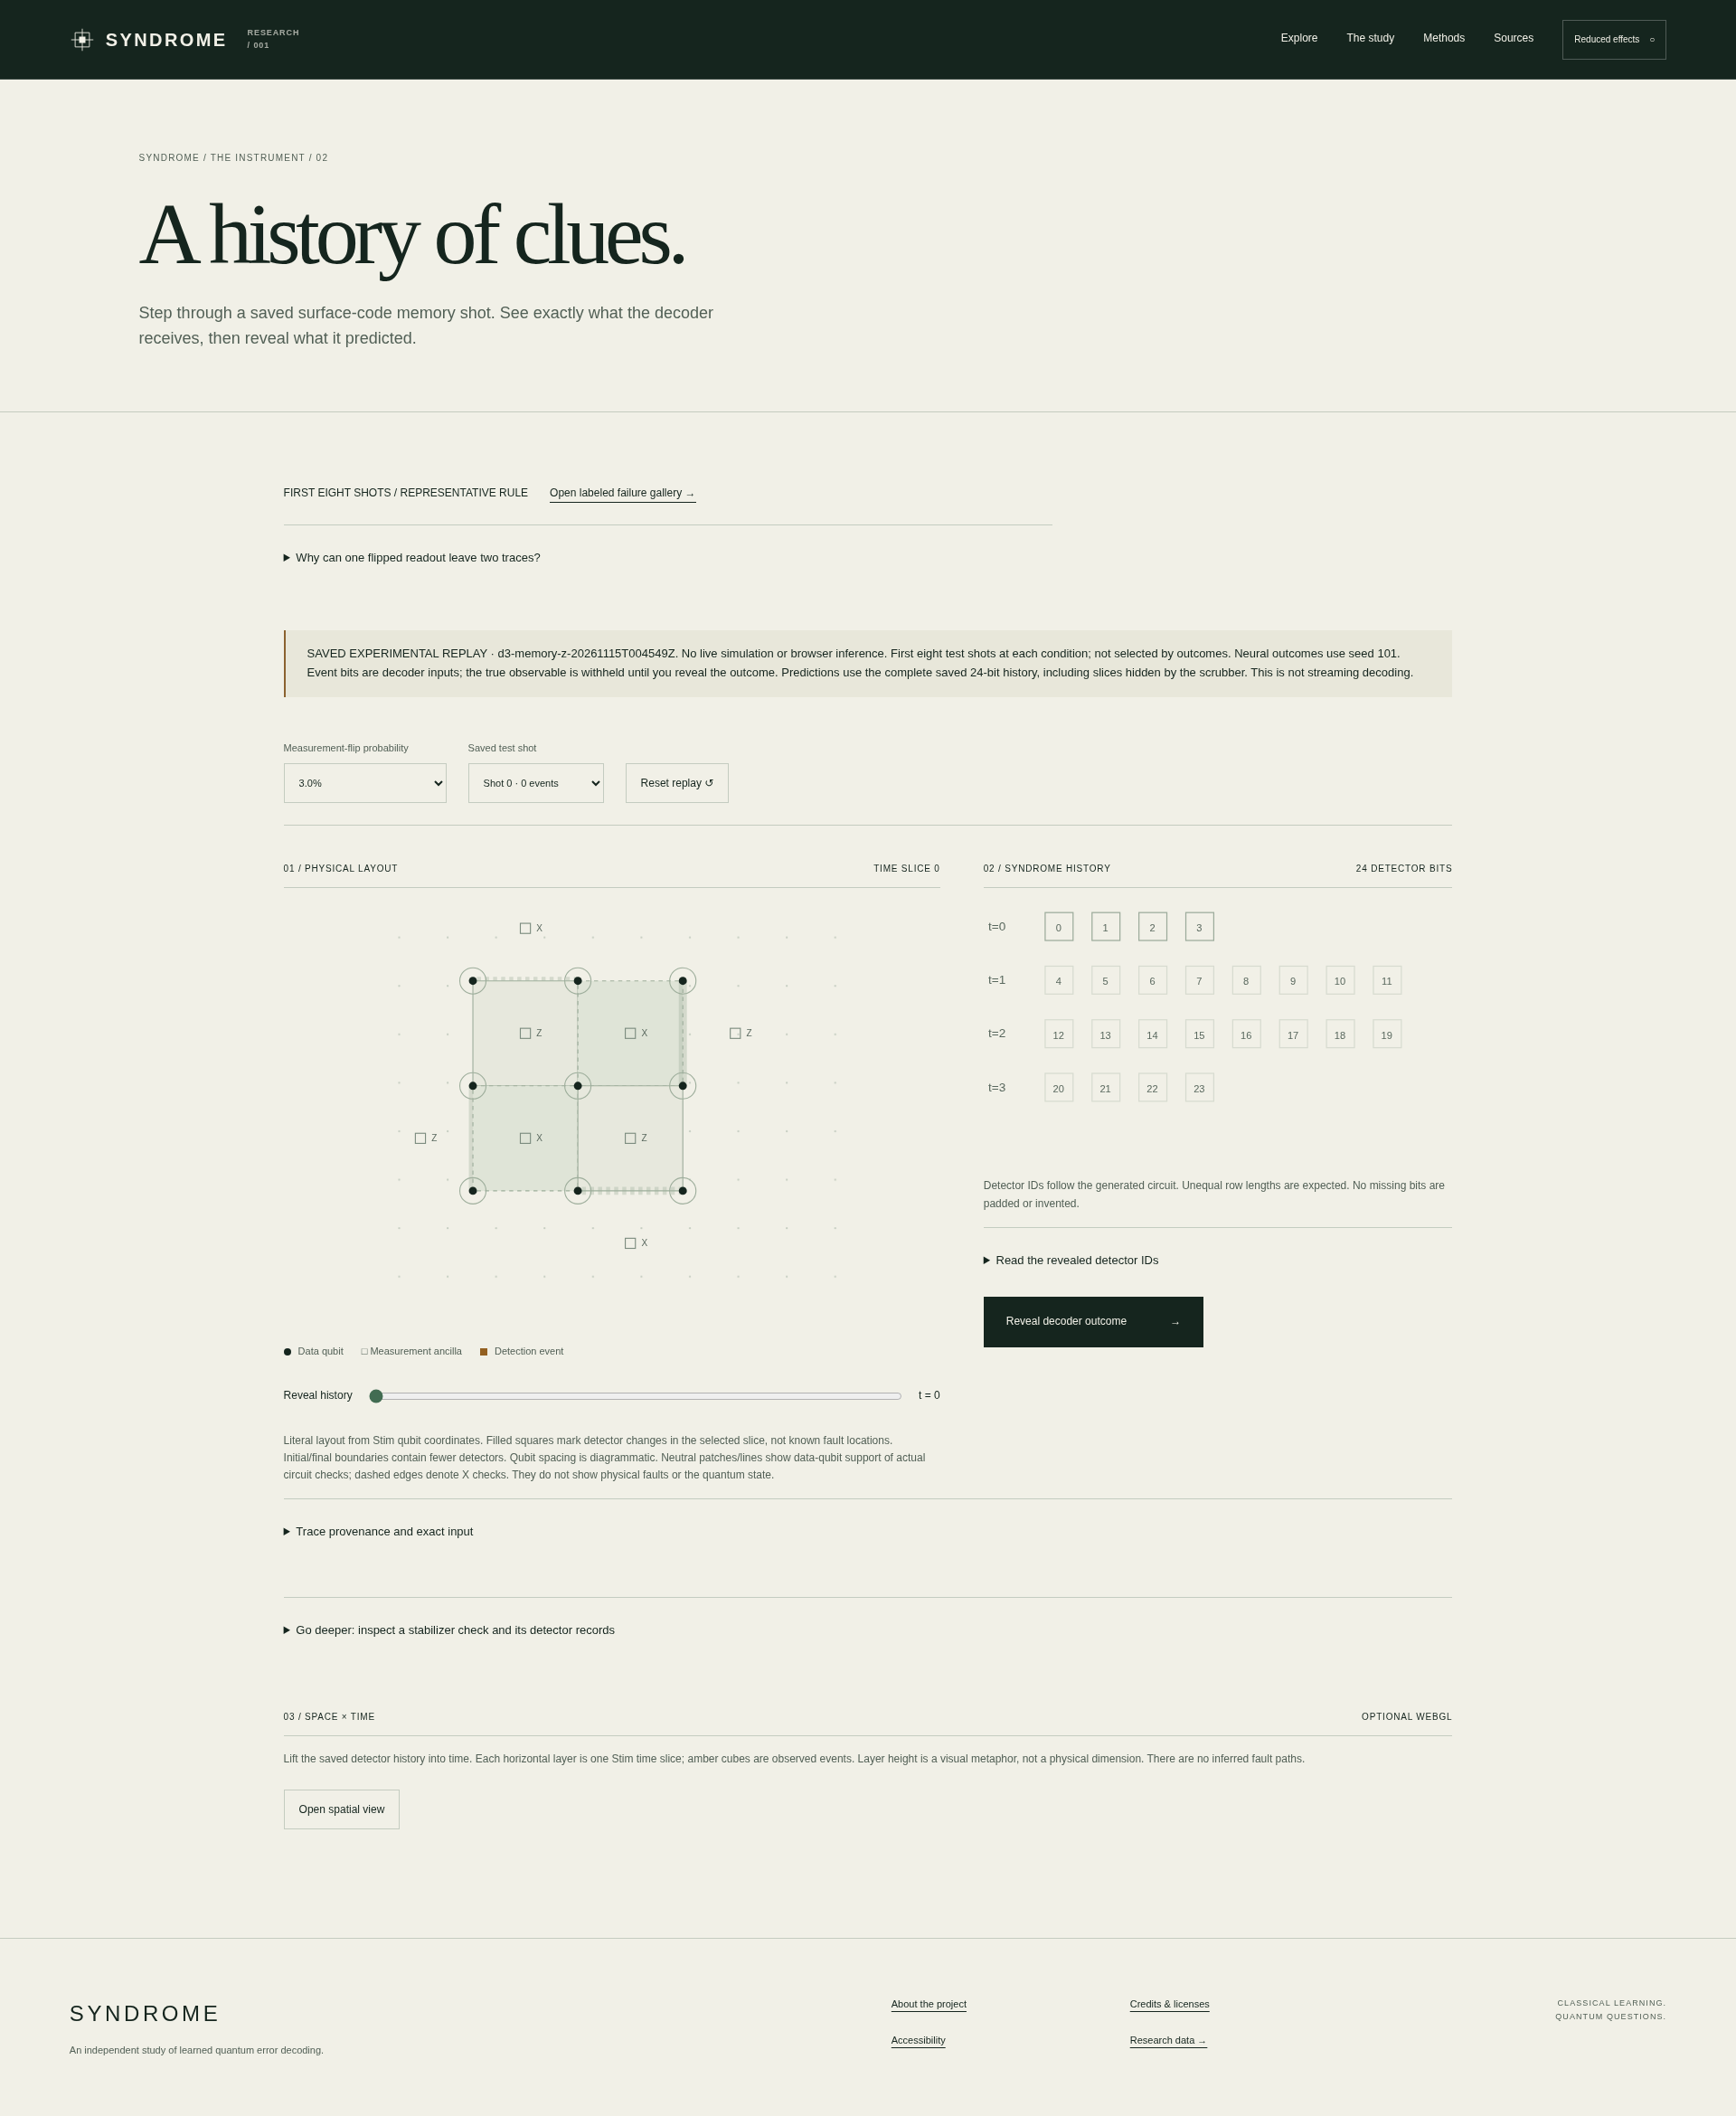 SYNDROME
RESEARCH
/ 001
Explore
The study
Methods
Sources
Reduced effects ○
SYNDROME / THE INSTRUMENT / 02
A history of clues.
Step through a saved surface-code memory shot. See exactly what the decoder
receives, then reveal what it predicted.
FIRST EIGHT SHOTS / REPRESENTATIVE RULE
Open labeled failure gallery →
Why can one flipped readout leave two traces?
SAVED EXPERIMENTAL REPLAY · d3-memory-z-20261115T004549Z. No live simulation or browser inference. First eight test shots at each condition; not selected by outcomes. Neural outcomes use seed 101.
Event bits are decoder inputs; the true observable is withheld until you reveal the outcome. Predictions use the complete saved 24-bit history, including slices hidden by the scrubber. This is not streaming decoding.
Measurement-flip probability
Saved test shot
3.0%
Shot 0 · 0 events
Reset replay ↺
01 / PHYSICAL LAYOUT
TIME SLICE 0
X
Z
X
Z
Z
X
Z
X
Data qubit
□ Measurement ancilla
Detection event
Reveal history
t = 0
Literal layout from Stim qubit coordinates. Filled squares mark detector changes in the selected slice, not known fault locations.
Initial/final boundaries contain fewer detectors. Qubit spacing is diagrammatic. Neutral patches/lines show data-qubit support of actual
circuit checks; dashed edges denote X checks. They do not show physical faults or the quantum state.
02 / SYNDROME HISTORY
24 DETECTOR BITS
t=0 0 1 2 3
t=1 4 5 6 7 8 9 10 11
t=2 12 13 14 15 16 17 18 19
t=3 20 21 22 23
Detector IDs follow the generated circuit. Unequal row lengths are expected. No missing bits are
padded or invented.
Read the revealed detector IDs
Reveal decoder outcome →
Trace provenance and exact input
Go deeper: inspect a stabilizer check and its detector records
03 / SPACE × TIME
OPTIONAL WEBGL
Lift the saved detector history into time. Each horizontal layer is one Stim time slice; amber cubes are observed events. Layer height is a visual metaphor, not a physical dimension. There are no inferred fault paths.
Open spatial view
SYNDROME
An independent study of learned quantum error decoding.
About the project
Credits & licenses
Accessibility
Research data →
CLASSICAL LEARNING.
QUANTUM QUESTIONS.